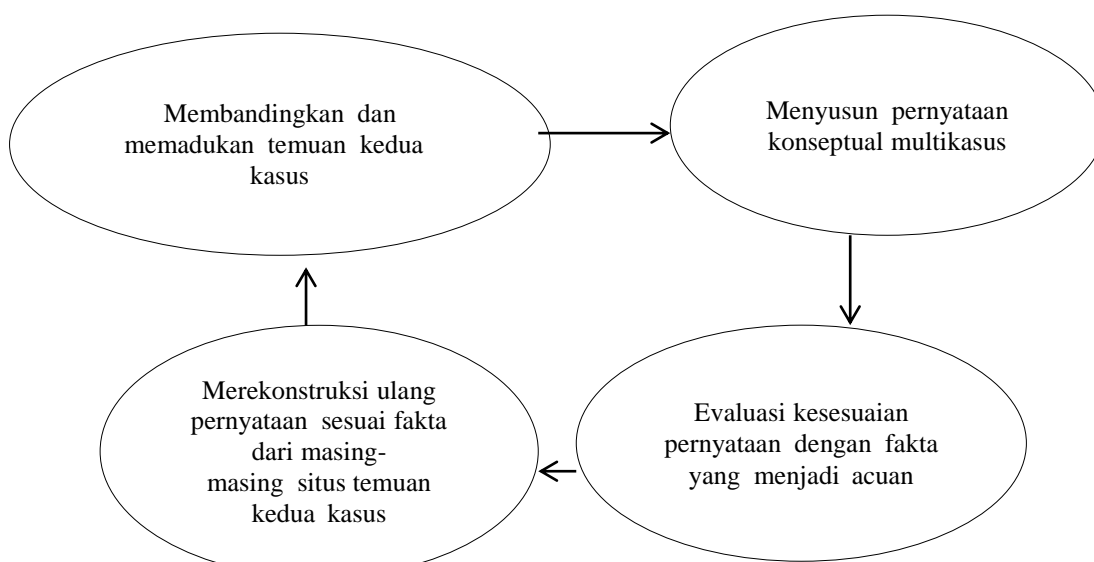 Membandingkan dan
memadukan temuan kedua
kasus
Menyusun pernyataan
konseptual multikasus
Merekonstruksi ulang
pernyataan sesuai fakta
dari masing-
masing situs temuan
kedua kasus
Evaluasi kesesuaian
pernyataan dengan fakta
yang menjadi acuan